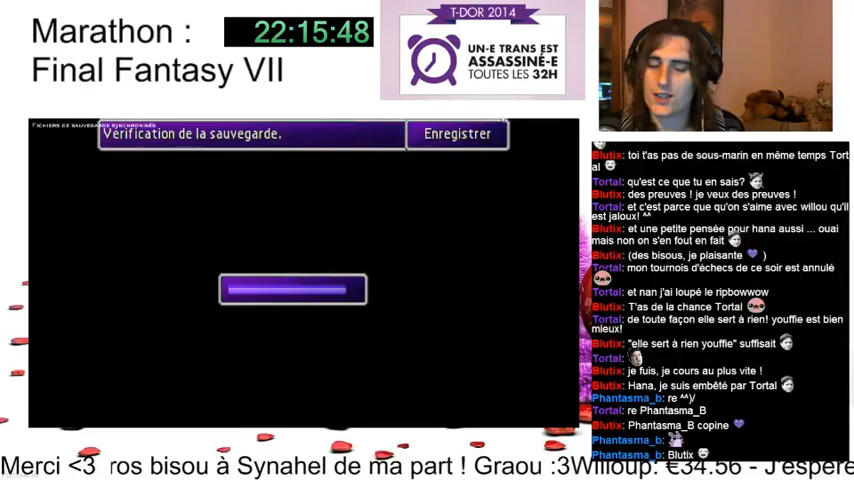 Marathon :
Final Fantasy VII
22:15:48
T-DOR 2014
UN-E TRANS EST
ASSASSINÉ-E
TOUTES LES 32H
FICHIERS DE SAUVEGARDE SYNCHRONISÉS
Vérification de la sauvegarde.
Enregistrer
Blutix: toi t'as pas de sous-marin en même temps Tort
al
Tortal: qu'est ce que tu en sais?
Blutix: des preuves ! je veux des preuves !
Tortal: et c'est parce que qu'on s'aime avec willou qu'il
est jaloux! ^^
Blutix: et une petite pensée pour hana aussi ... ouai
mais non on s'en fout en fait
Blutix: (des bisous, je plaisante )
Tortal: mon tournois d'échecs de ce soir est annulé
Tortal: et nan j'ai loupé le ripbowwow
Blutix: T'as de la chance Tortal
Tortal: de toute façon elle sert à rien! youffie est bien
mieux!
Blutix: "elle sert à rien youffie" suffisait
Tortal:
Blutix: je fuis, je cours au plus vite !
Blutix: Hana, je suis embêté par Tortal
Phantasma_b: re ^^)/
Tortal: re Phantasma_B
Blutix: Phantasma_B copine
Phantasma_b:
Phantasma_b: Blutix
Merci <3 ros bisou à Synahel de ma part ! Graou :3Willoup: €34.56 - J'espère